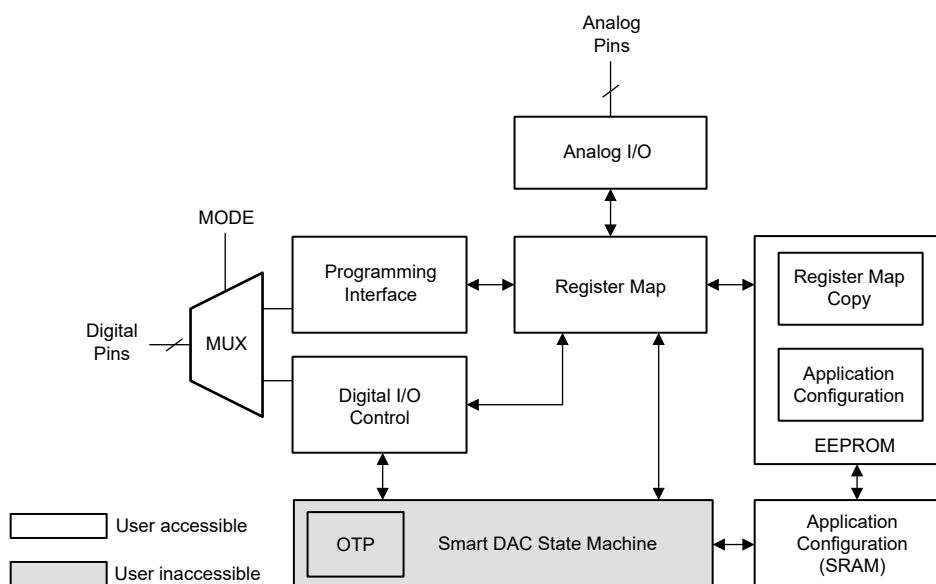 Analog
Pins
Analog I/O
MODE
Programming
Interface
Register Map
Register Map
Copy
Digital
Pins
MUX
Application
Configuration
Digital I/O
Control
EEPROM
User accessible
OTP
Smart DAC State Machine
Application
Configuration
(SRAM)
User inaccessible